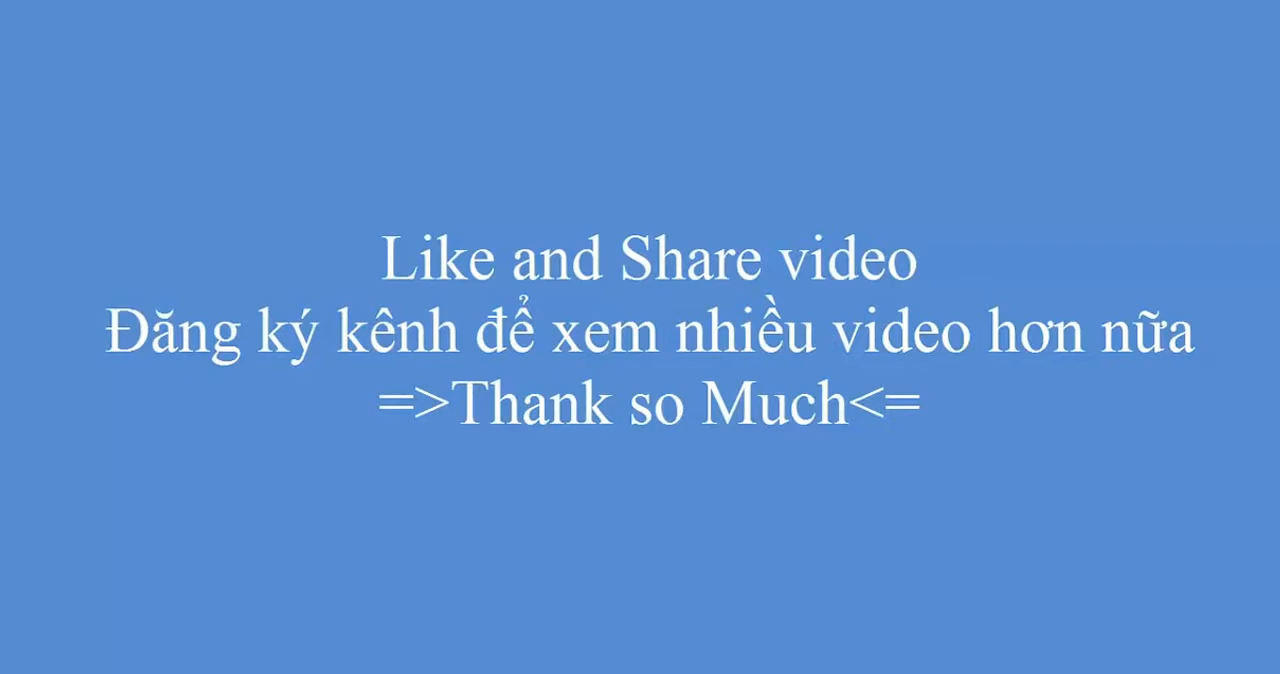 Like and Share video
Đăng ký kênh để xem nhiều video hơn nữa
=>Thank so Much<=